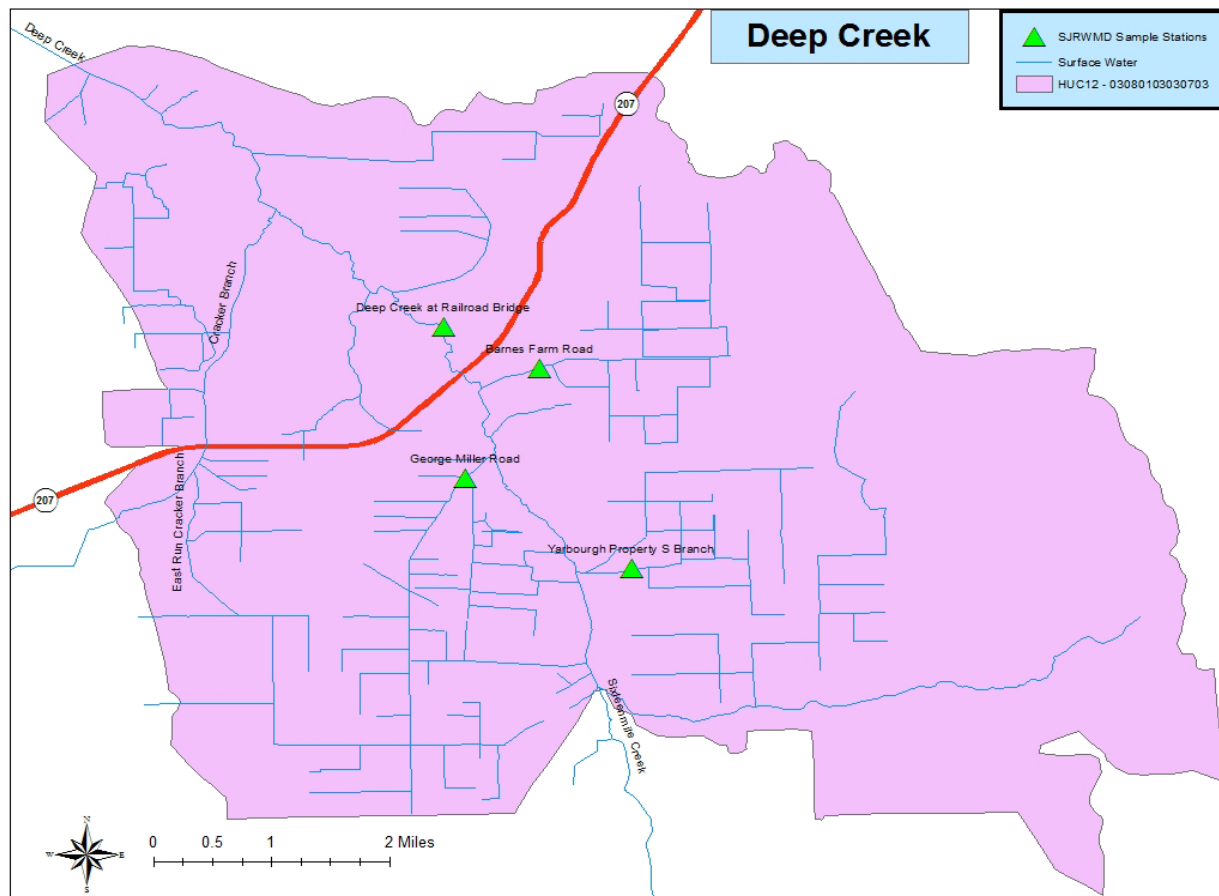 Deep Creek
Deep Creek
SJRWMD Sample Stations
Surface Water
HUC12 - 03080103030703
207
Cracker Branch
Deep Creek at Railroad Bridge
Barnes Farm Road
George Miller Road
207
East Run Cracker Branch
Yarbourgh Property S Branch
Sixteenmile Creek
N
W
E
S
0 0.5 1 2 Miles